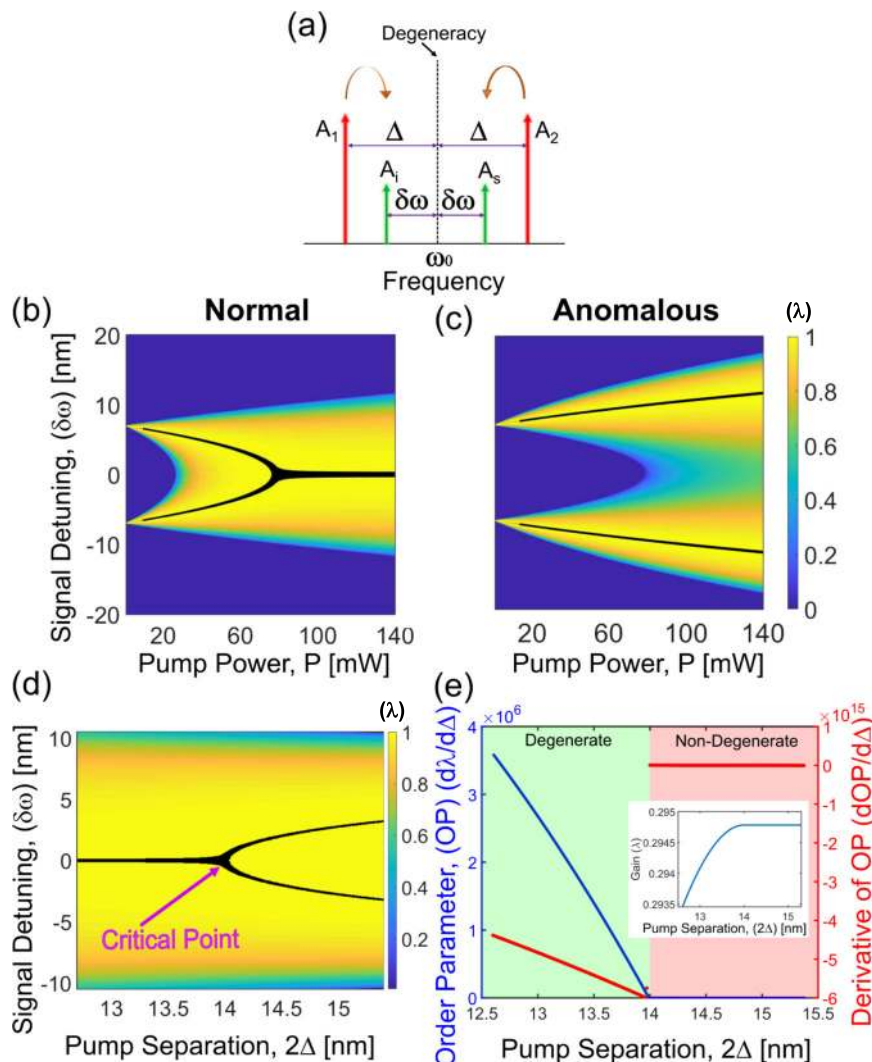 (a)
Degeneracy
A1
Δ
Δ
A2
Ai
As
δω
δω
ω0
Frequency
(b)
Normal
(c)
Anomalous
(λ)
Signal Detuning, (δω) [nm]
20
10
0
-10
-20
20
60
100
140
Pump Power, P [mW]
20
60
100
140
Pump Power, P [mW]
1
0.8
0.6
0.4
0.2
0
(d)
(λ)
Signal Detuning, (δω) [nm]
10
5
0
-5
-10
Critical Point
13
13.5
14
14.5
15
Pump Separation, 2Δ [nm]
1
0.8
0.6
0.4
0.2
(e)
×10^6
×10^15
Order Parameter, (OP) (dλ/dΔ)
4
3
2
1
0
Degenerate
Non-Degenerate
Gain (λ)
0.295
0.2945
0.294
0.2935
13
14
15
Pump Separation, (2Δ) [nm]
1
0
-1
-2
-3
-4
-5
-6
Derivative of OP (dOP/dΔ)
12.5
13
13.5
14
14.5
15
15.5
Pump Separation, 2Δ [nm]